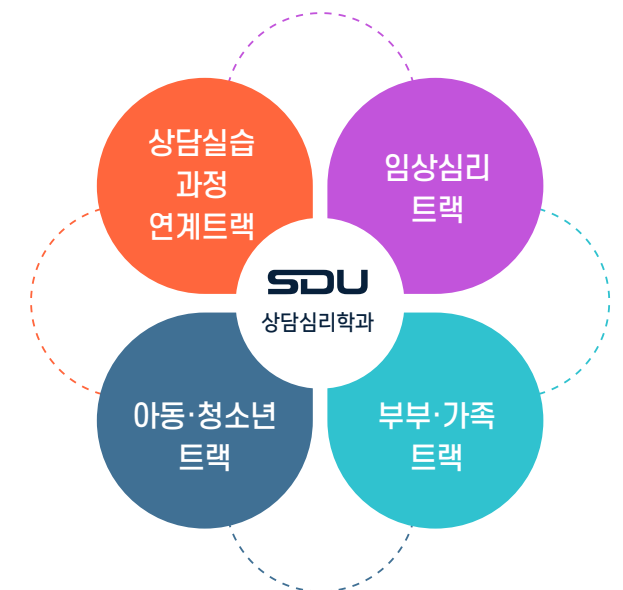 상담실습
과정
연계트랙
임상심리
트랙
SDU
상담심리학과
아동·청소년
트랙
부부·가족
트랙